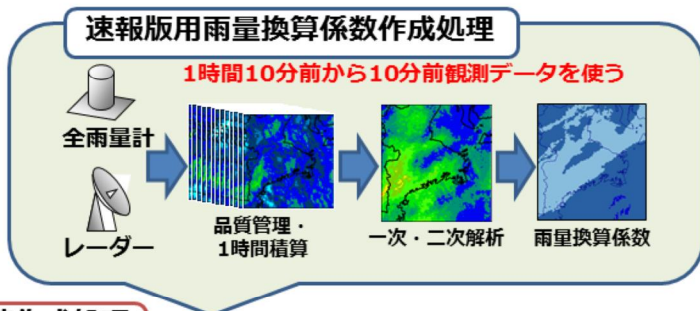 速報版用雨量換算係数作成処理
1時間10分前から10分前観測データを使う
全雨量計
レーダー
品質管理・
1時間積算
一次・二次解析
雨量換算係数